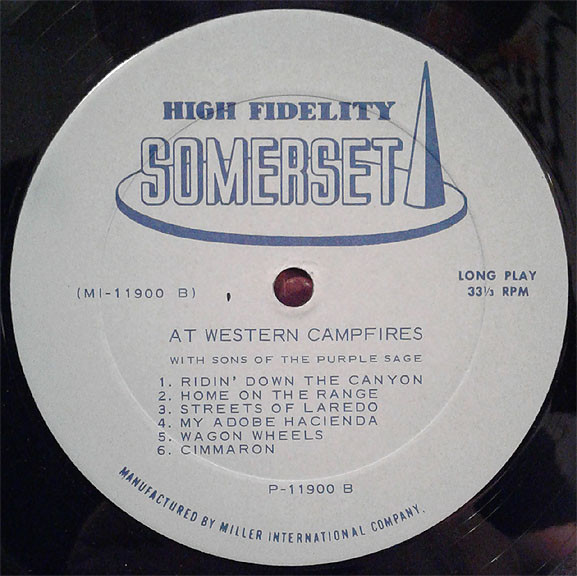 HIGH FIDELITY
SOMERSET
(MI-11900 B)
LONG PLAY
33⅓ RPM
AT WESTERN CAMPFIRES
WITH SONS OF THE PURPLE SAGE
1. RIDIN' DOWN THE CANYON
2. HOME ON THE RANGE
3. STREETS OF LAREDO
4. MY ADOBE HACIENDA
5. WAGON WHEELS
6. CIMMARON
P-11900 B
MANUFACTURED BY MILLER INTERNATIONAL COMPANY.